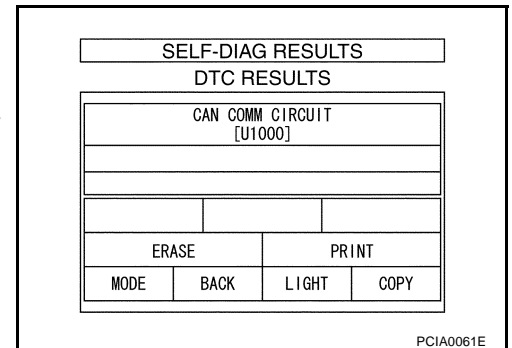 SELF-DIAG RESULTS
DTC RESULTS
CAN COMM CIRCUIT
[U1000]
ERASE PRINT
MODE BACK LIGHT COPY
PCIA0061E